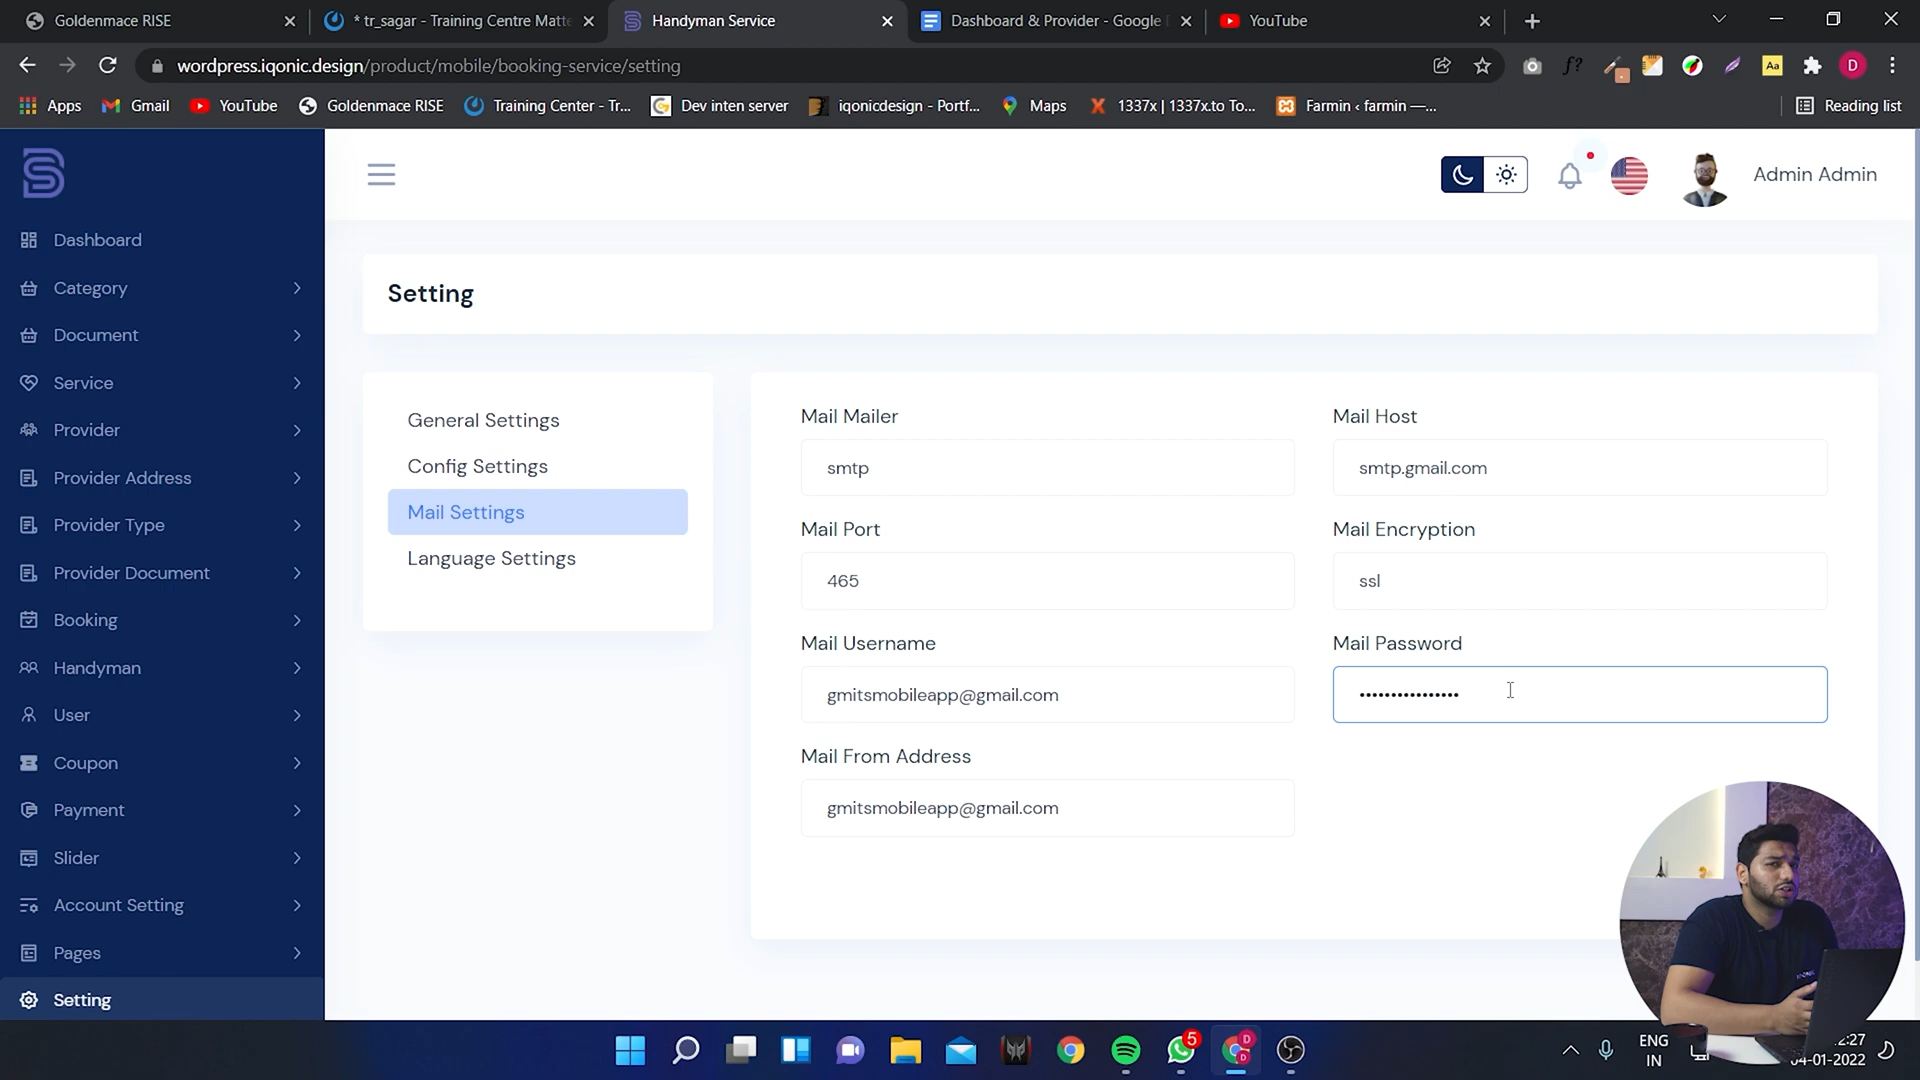 Goldenmace RISE
* tr_sagar - Training Centre Matte
Handyman Service
Dashboard & Provider - Google
YouTube
wordpress.iqonic.design/product/mobile/booking-service/setting
Apps
Gmail
YouTube
Goldenmace RISE
Training Center - Tr...
Dev inten server
iqonicdesign - Portf...
Maps
1337x | 1337x.to To...
Farmin ‹ farmin —...
Reading list
Admin Admin
Dashboard
Category
Document
Service
Provider
Provider Address
Provider Type
Provider Document
Booking
Handyman
User
Coupon
Payment
Slider
Account Setting
Pages
Setting
Setting
General Settings
Config Settings
Mail Settings
Language Settings
Mail Mailer
smtp
Mail Host
smtp.gmail.com
Mail Port
465
Mail Encryption
ssl
Mail Username
gmitsmobileapp@gmail.com
Mail Password
••••••••••••••••
Mail From Address
gmitsmobileapp@gmail.com
5
ENG
IN
2:27
04-01-2022